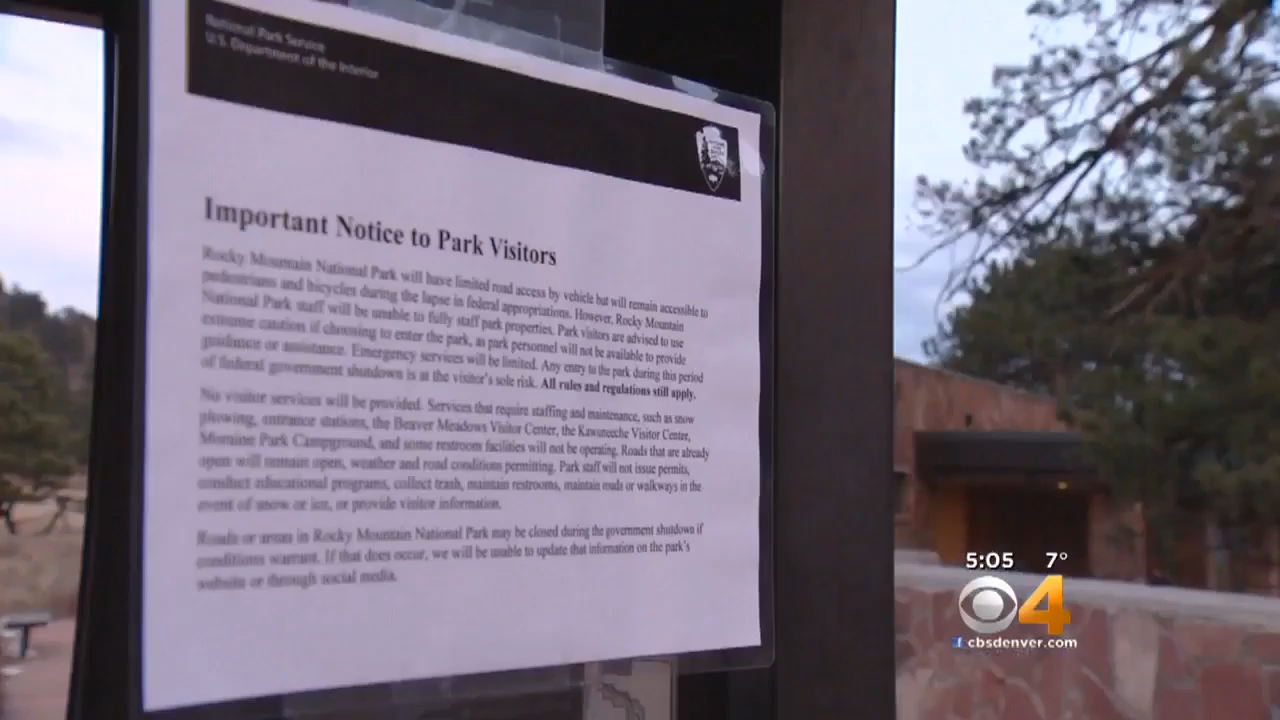 National Park Service
U.S. Department of the Interior
Important Notice to Park Visitors
Rocky Mountain National Park will have limited road access by vehicle but will remain accessible to
pedestrians and bicycles during the lapse in federal appropriations. However, Rocky Mountain
National Park staff will be unable to fully staff park properties. Park visitors are advised to use
extreme caution if choosing to enter the park, as park personnel will not be available to provide
guidance or assistance. Emergency services will be limited. Any entry to the park during this period
of federal government shutdown is at the visitor's sole risk. All rules and regulations still apply.
No visitor services will be provided. Services that require staffing and maintenance, such as snow
plowing, entrance stations, the Beaver Meadows Visitor Center, the Kawuneeche Visitor Center,
Moraine Park Campground, and some restroom facilities will not be operating. Roads that are already
open will remain open, weather and road conditions permitting. Park staff will not issue permits,
conduct educational programs, collect trash, maintain restrooms, maintain roads or walkways in the
event of snow or ice, or provide visitor information.
Roads or areas in Rocky Mountain National Park may be closed during the government shutdown if
conditions warrant. If that does occur, we will be unable to update that information on the park's
website or through social media.
5:05 7°
4
f cbsdenver.com